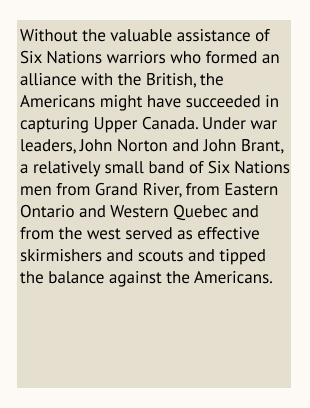 Without the valuable assistance of
Six Nations warriors who formed an
alliance with the British, the
Americans might have succeeded in
capturing Upper Canada. Under war
leaders, John Norton and John Brant,
a relatively small band of Six Nations
men from Grand River, from Eastern
Ontario and Western Quebec and
from the west served as effective
skirmishers and scouts and tipped
the balance against the Americans.